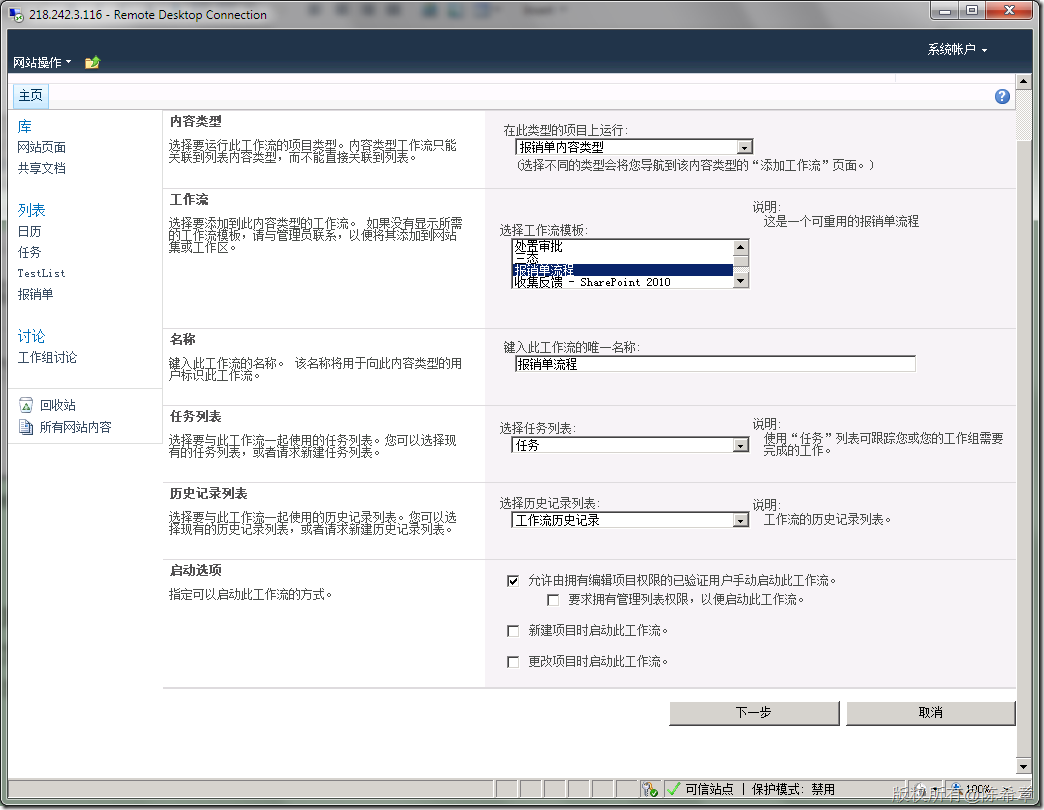 218.242.3.116 - Remote Desktop Connection
网站操作
系统帐户
主页
库
网站页面
共享文档
列表
日历
任务
TestList
报销单
讨论
工作组讨论
回收站
所有网站内容
内容类型
选择要运行此工作流的项目类型。内容类型工作流只能
关联到列表内容类型，而不能直接关联到列表。
在此类型的项目上运行:
报销单内容类型
(选择不同的类型会将您导航到该内容类型的“添加工作流”页面。)
工作流
选择要添加到此内容类型的工作流。 如果没有显示所需
的工作流模板，请与管理员联系，以便将其添加到网站
集或工作区。
选择工作流模板:
处置审批
三态
报销单流程
收集反馈 - SharePoint 2010
说明:
这是一个可重用的报销单流程
名称
键入此工作流的名称。 该名称将用于向此内容类型的用
户标识此工作流。
键入此工作流的唯一名称:
报销单流程
任务列表
选择要与此工作流一起使用的任务列表。您可以选择现
有的任务列表，或者请求新建任务列表。
选择任务列表:
任务
说明:
使用“任务”列表可跟踪您或您的工作组需要
完成的工作。
历史记录列表
选择要与此工作流一起使用的历史记录列表。您可以选
择现有的历史记录列表，或者请求新建历史记录列表。
选择历史记录列表:
工作流历史记录
说明:
工作流的历史记录列表。
启动选项
指定可以启动此工作流的方式。
允许由拥有编辑项目权限的已验证用户手动启动此工作流。
要求拥有管理列表权限，以便启动此工作流。
新建项目时启动此工作流。
更改项目时启动此工作流。
下一步
取消
可信站点 | 保护模式: 禁用
100%
版权所有@陈希章